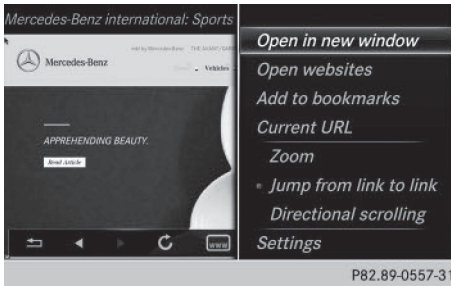 Mercedes-Benz international: Sports
Mercedes-Benz
Vehicles
APPREHENDING BEAUTY.
Read Article
www
Open in new window
Open websites
Add to bookmarks
Current URL
Zoom
Jump from link to link
Directional scrolling
Settings
P82.89-0557-31